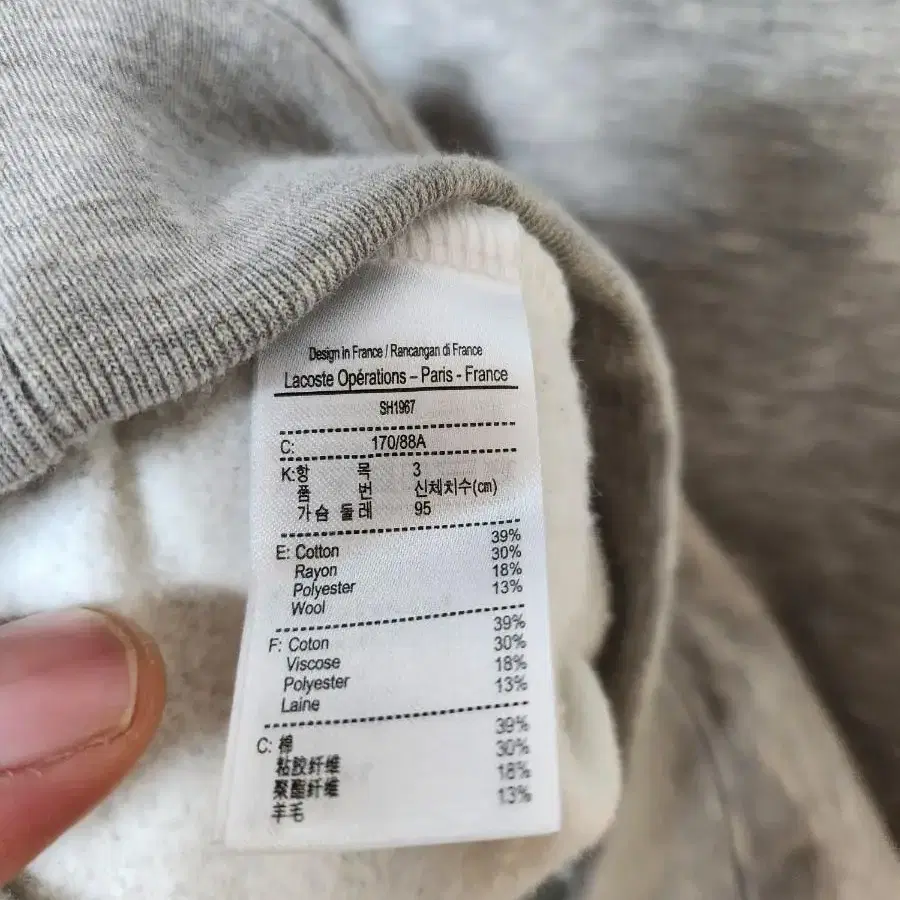 Design in France / Rancangan di France
Lacoste Opérations – Paris - France
SH1967
C: 170/88A
K:항 목 3
품 번 신체치수(㎝)
가슴 둘레 95
E: Cotton 39%
Rayon 30%
Polyester 18%
Wool 13%
F: Coton 39%
Viscose 30%
Polyester 18%
Laine 13%
C: 棉 39%
粘胶纤维 30%
聚酯纤维 18%
羊毛 13%